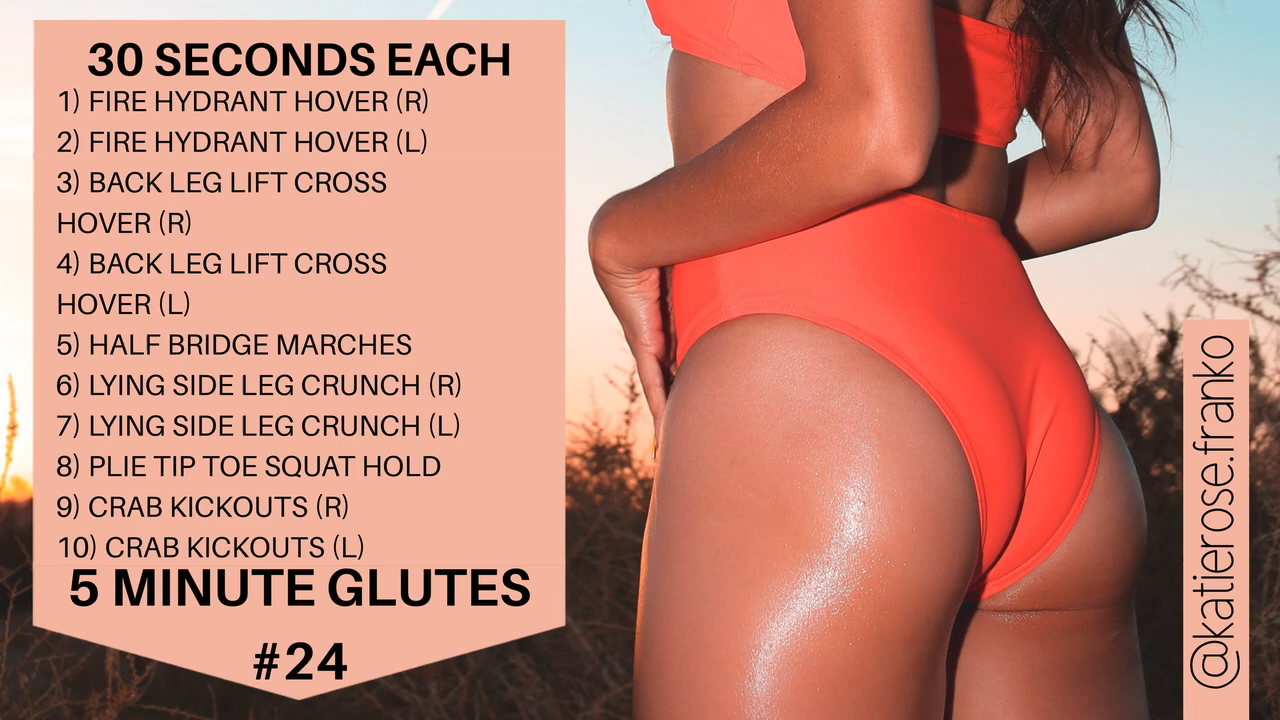 30 SECONDS EACH
1) FIRE HYDRANT HOVER (R)
2) FIRE HYDRANT HOVER (L)
3) BACK LEG LIFT CROSS
HOVER (R)
4) BACK LEG LIFT CROSS
HOVER (L)
5) HALF BRIDGE MARCHES
6) LYING SIDE LEG CRUNCH (R)
7) LYING SIDE LEG CRUNCH (L)
8) PLIE TIP TOE SQUAT HOLD
9) CRAB KICKOUTS (R)
10) CRAB KICKOUTS (L)
5 MINUTE GLUTES
#24
@katierose.franko